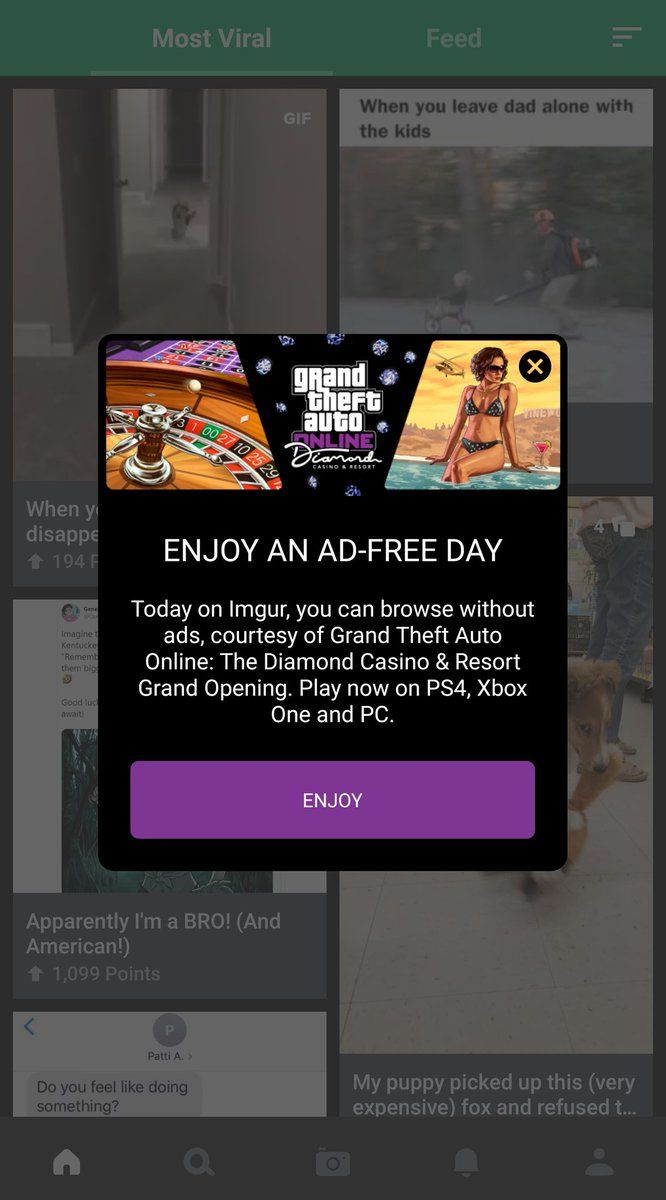 Most Viral
Feed
GIF
When you leave dad alone with
the kids
grand
theft
auto
ONLINE
Diamond
CASINO & RESORT
ENJOY AN AD-FREE DAY
Today on Imgur, you can browse without
ads, courtesy of Grand Theft Auto
Online: The Diamond Casino & Resort
Grand Opening. Play now on PS4, Xbox
One and PC.
ENJOY
When
disappe
194
4
Imagine
Kentucke
"Rememb
them big
Good luc
await!
Apparently I'm a BRO! (And
American!)
1,099 Points
P
Patti A.
Do you feel like doing
something?
My puppy picked up this (very
expensive) fox and refused t...